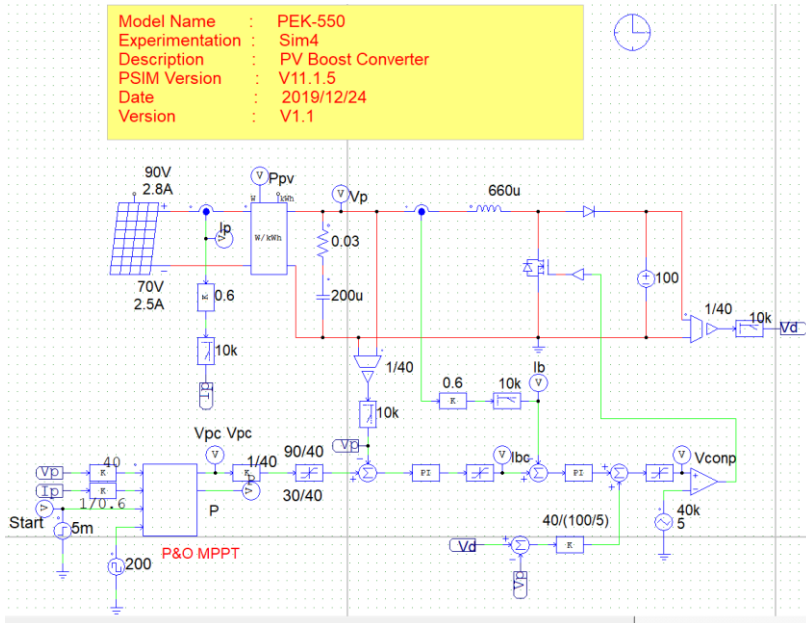 Model Name : PEK-550
Experimentation : Sim4
Description : PV Boost Converter
PSIM Version : V11.1.5
Date : 2019/12/24
Version : V1.1
90V
2.8A
Ppv
W kWh
V
Vp
V
660u
Ip
V
W/kWh
0.03
70V
2.5A
K 0.6
200u
100
1/40
10k
Vd
10k
1/40
Ib
V
0.6
10k
K
10k
Vpc Vpc
V
1/40
90/40
Vp
Ibc
V
V
Vconp
Vp
40
K
K
PI
PI
Ip
K
1/0.6
V
P
30/40
40k
5
Start
V
5m
40/(100/5)
Vd
K
200
P&O MPPT
Vp